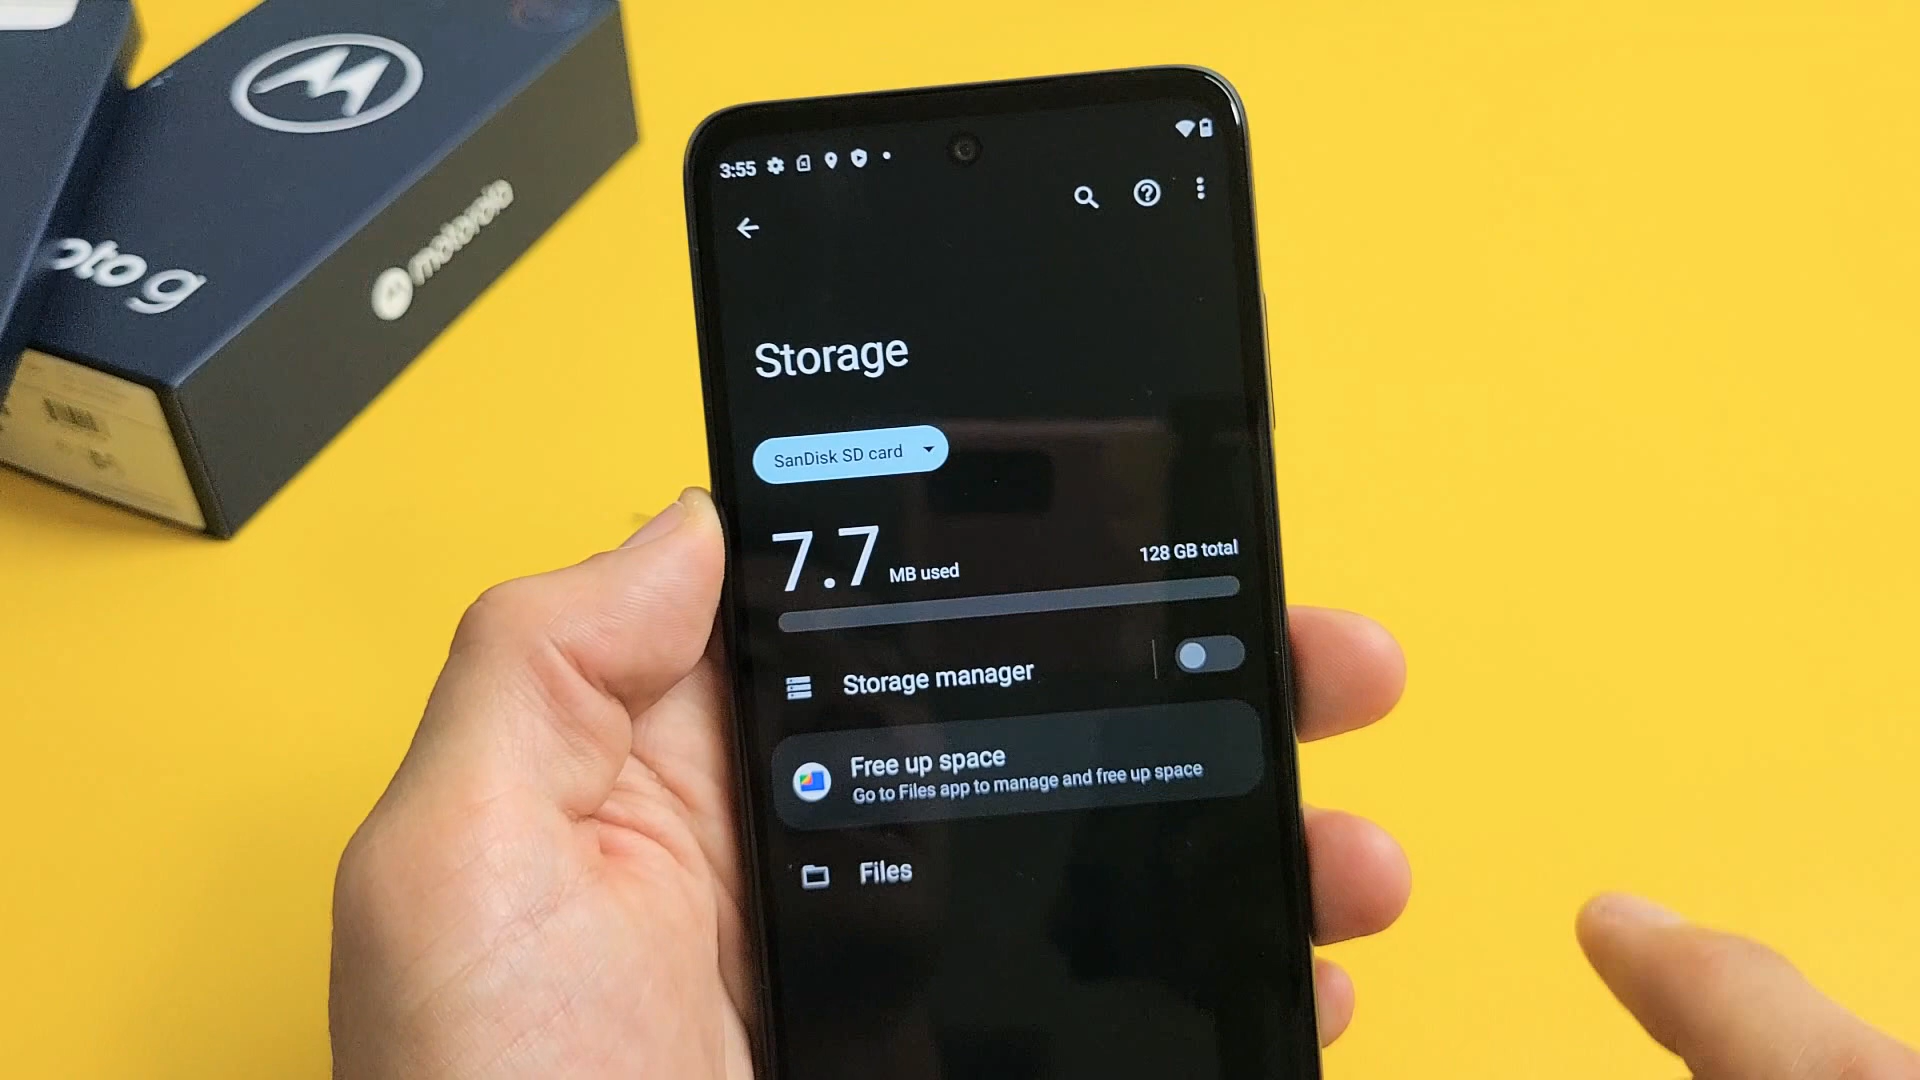 oto g
motorola
3:55
Storage
SanDisk SD card
7.7 MB used
128 GB total
Storage manager
Free up space
Go to Files app to manage and free up space
Files